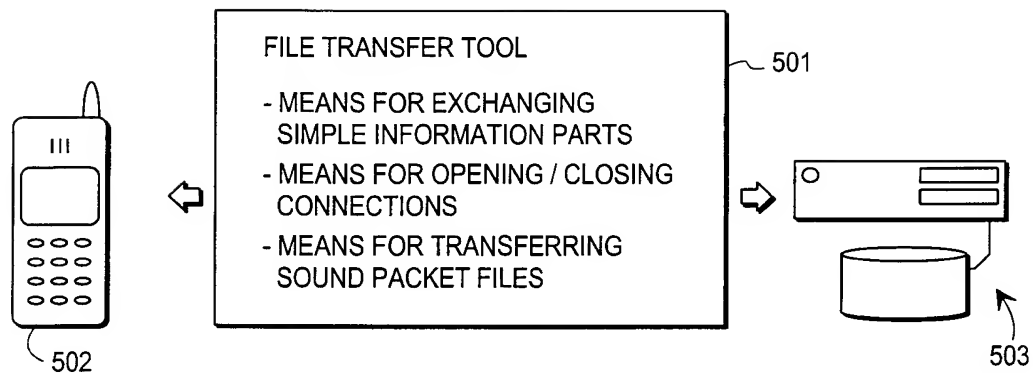 FILE TRANSFER TOOL
- MEANS FOR EXCHANGING
SIMPLE INFORMATION PARTS
- MEANS FOR OPENING / CLOSING
CONNECTIONS
- MEANS FOR TRANSFERRING
SOUND PACKET FILES
501
502
503